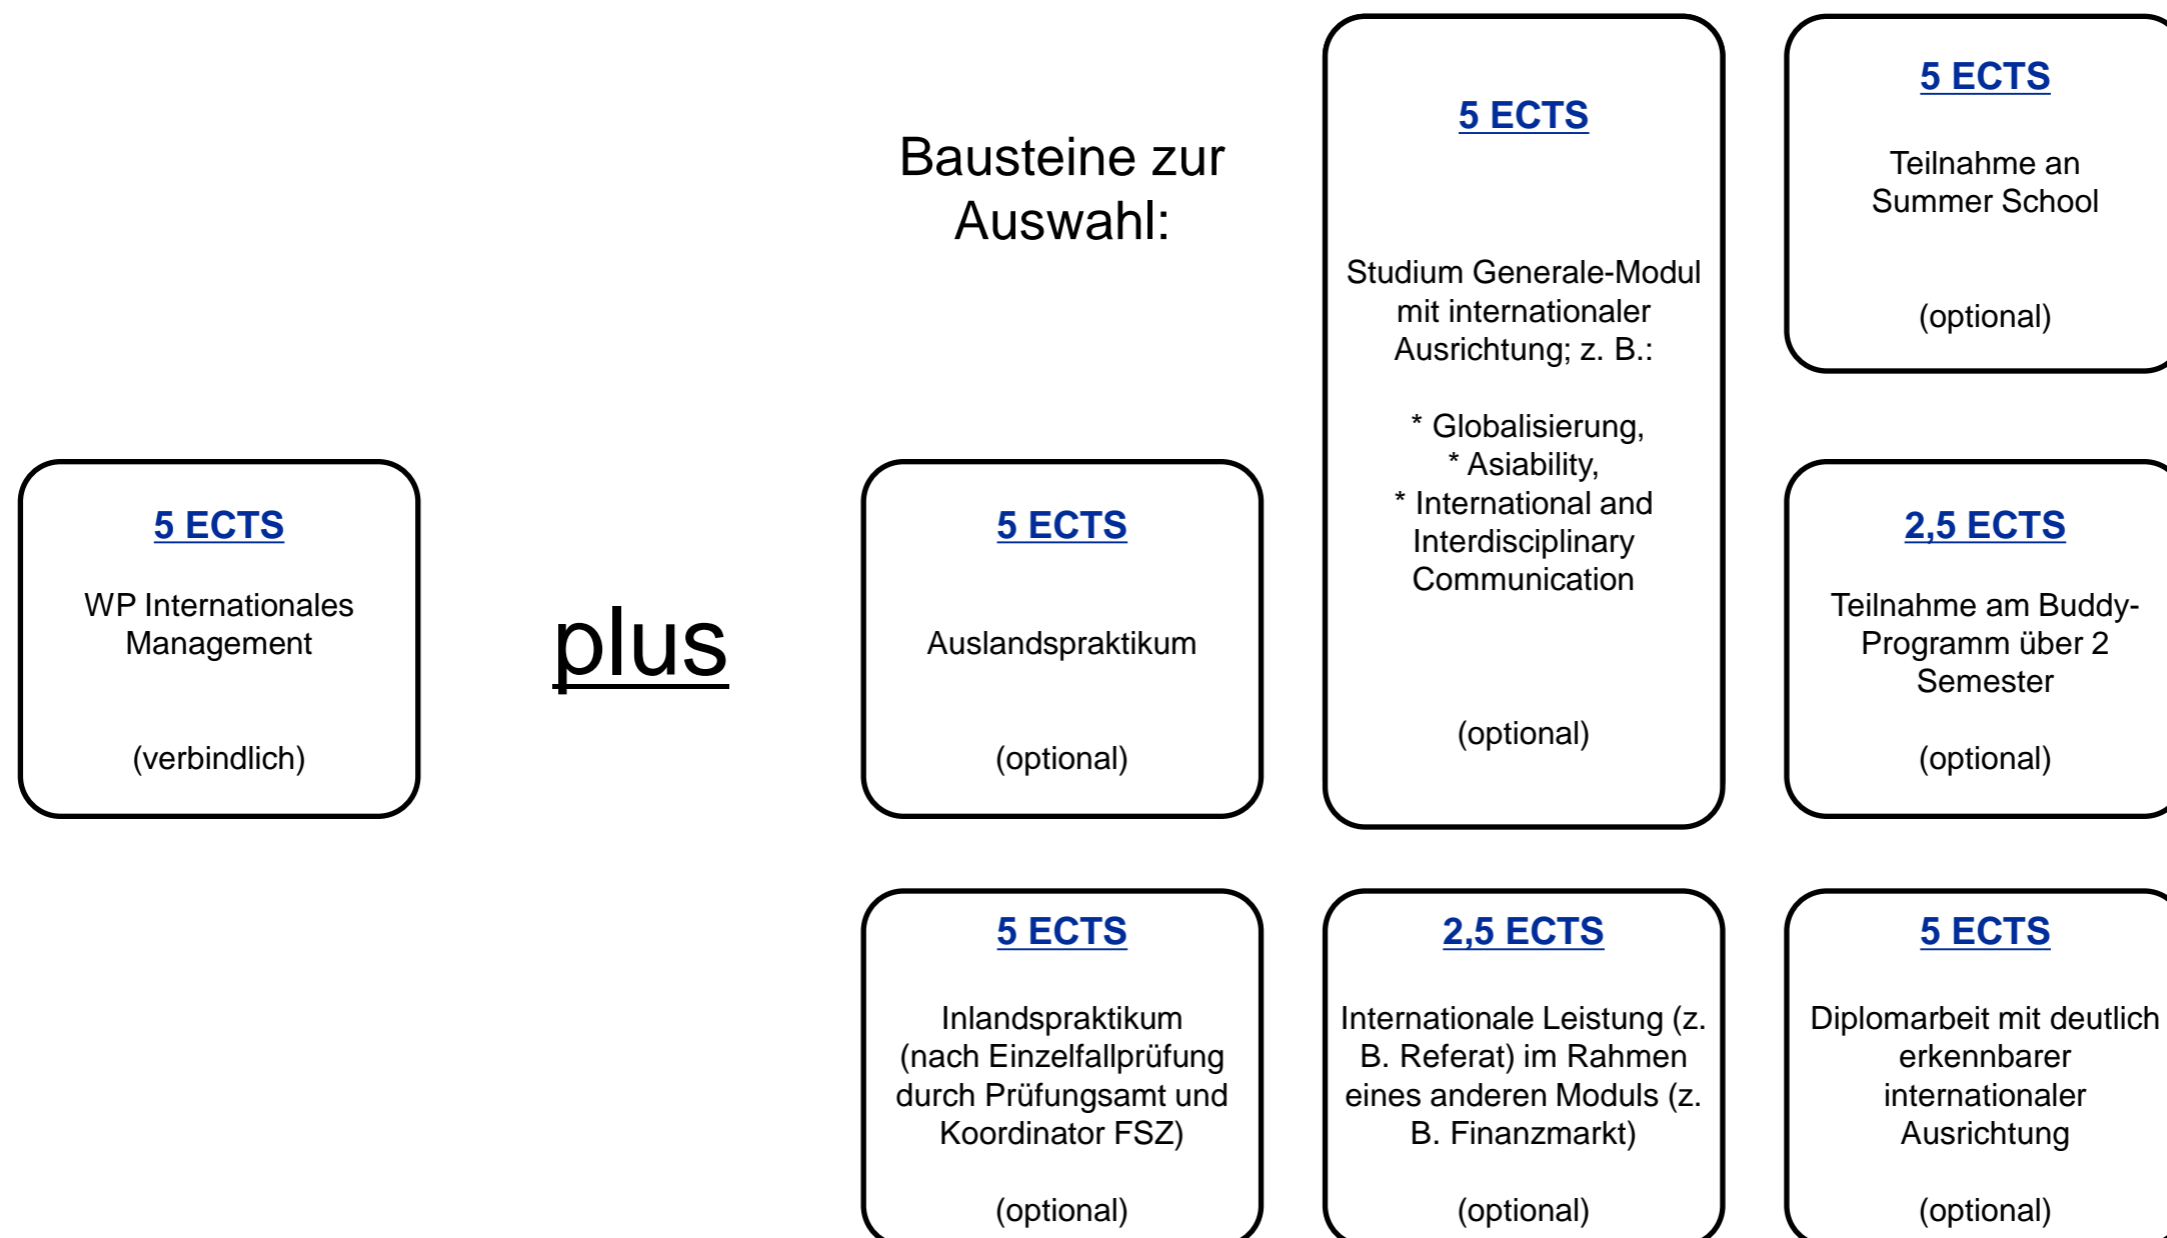 5 ECTS
WP Internationales
Management
(verbindlich)
plus
Bausteine zur
Auswahl:
5 ECTS
Auslandspraktikum
(optional)
5 ECTS
Inlandspraktikum
(nach Einzelfallprüfung
durch Prüfungsamt und
Koordinator FSZ)
(optional)
5 ECTS
Studium Generale-Modul
mit internationaler
Ausrichtung; z. B.:
* Globalisierung,
* Asiability,
* International and
Interdisciplinary
Communication
(optional)
2,5 ECTS
Internationale Leistung (z.
B. Referat) im Rahmen
eines anderen Moduls (z.
B. Finanzmarkt)
(optional)
5 ECTS
Teilnahme an
Summer School
(optional)
2,5 ECTS
Teilnahme am Buddy-
Programm über 2
Semester
(optional)
5 ECTS
Diplomarbeit mit deutlich
erkennbarer
internationaler
Ausrichtung
(optional)